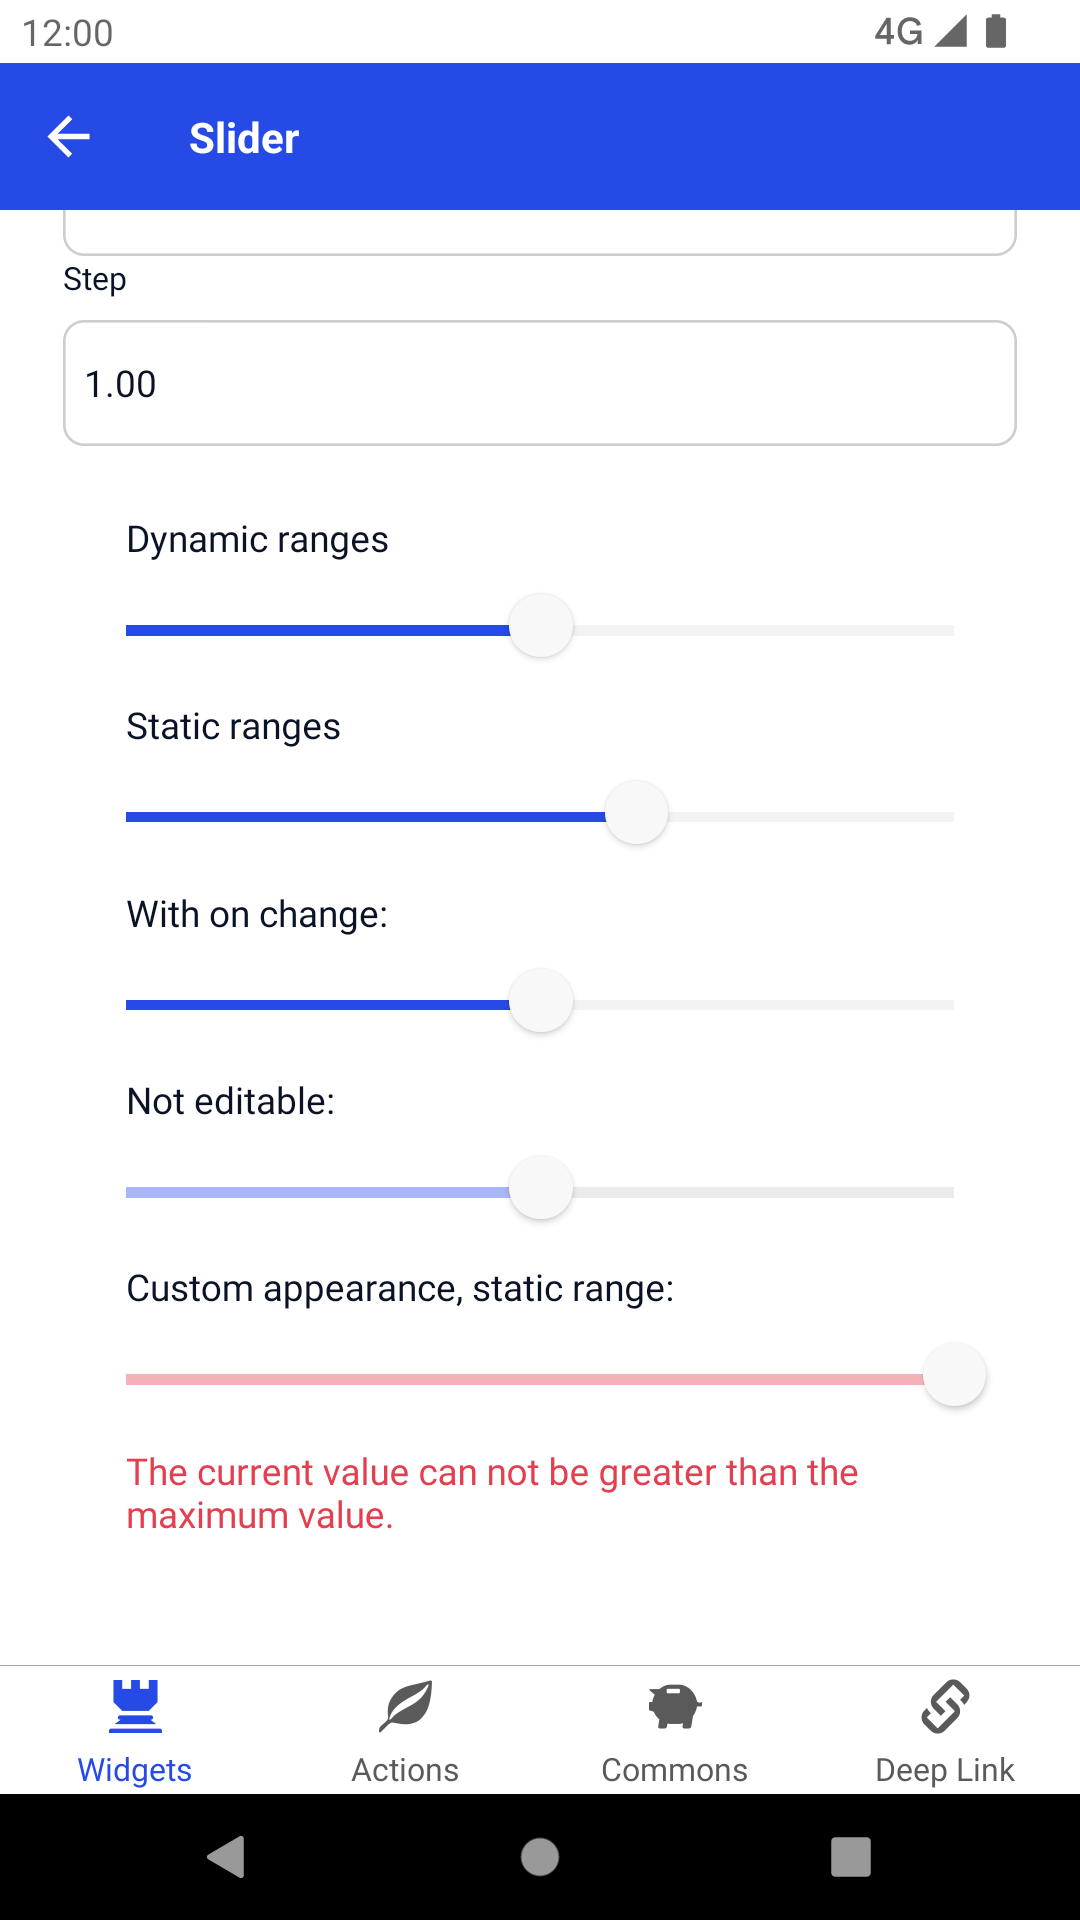 12:00
4G
Slider
Step
1.00
Dynamic ranges
Static ranges
With on change:
Not editable:
Custom appearance, static range:
The current value can not be greater than the
maximum value.
Widgets
Actions
Commons
Deep Link